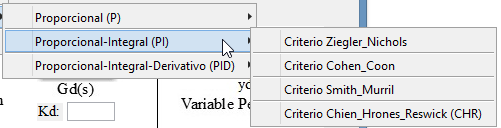 Proporcional (P)
Proporcional-Integral (PI)
Proporcional-Integral-Derivativo (PID)
Criterio Ziegler_Nichols
Criterio Cohen_Coon
Criterio Smith_Murril
Criterio Chien_Hrones_Reswick (CHR)
Gd(s)
Kd:
Variable